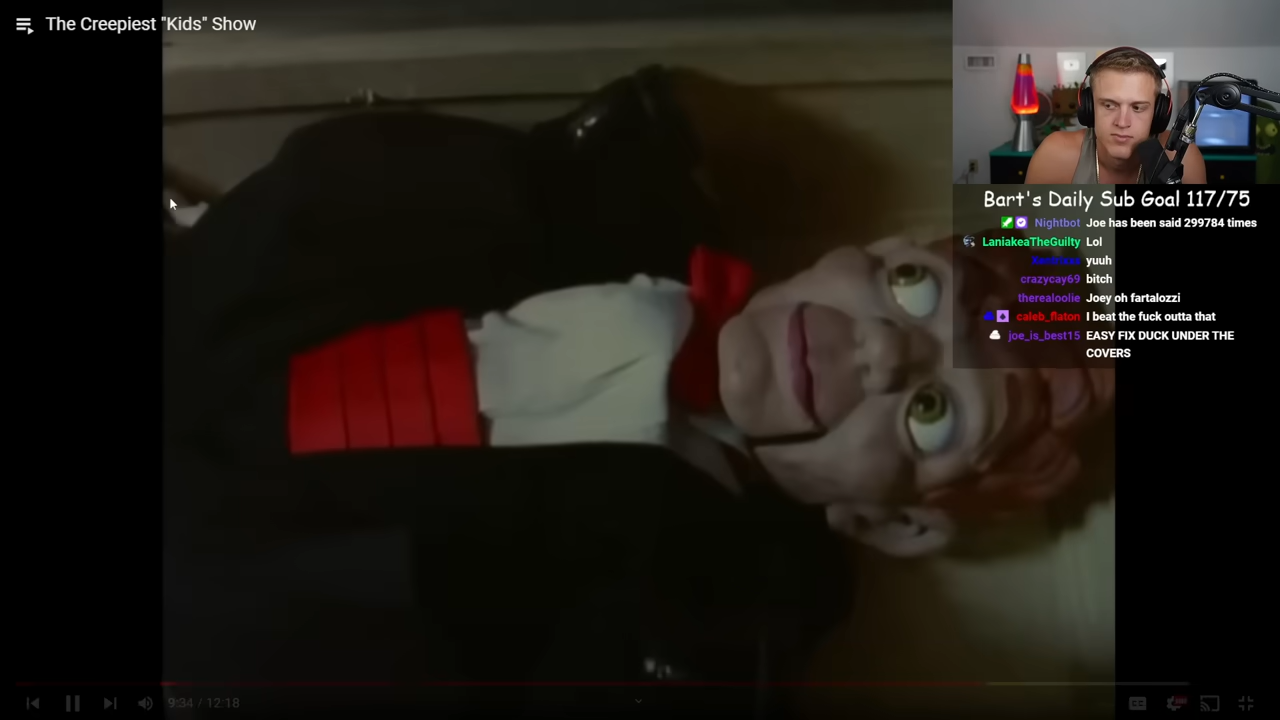 The Creepiest "Kids" Show
Bart's Daily Sub Goal 117/75
Nightbot Joe has been said 299784 times
LaniakeaTheGuilty Lol
yuuh
crazycay69 bitch
therealoolie Joey oh fartalozzi
caleb_flaton I beat the fuck outta that
joe_is_best15 EASY FIX DUCK UNDER THE
COVERS
9:34 / 12:18